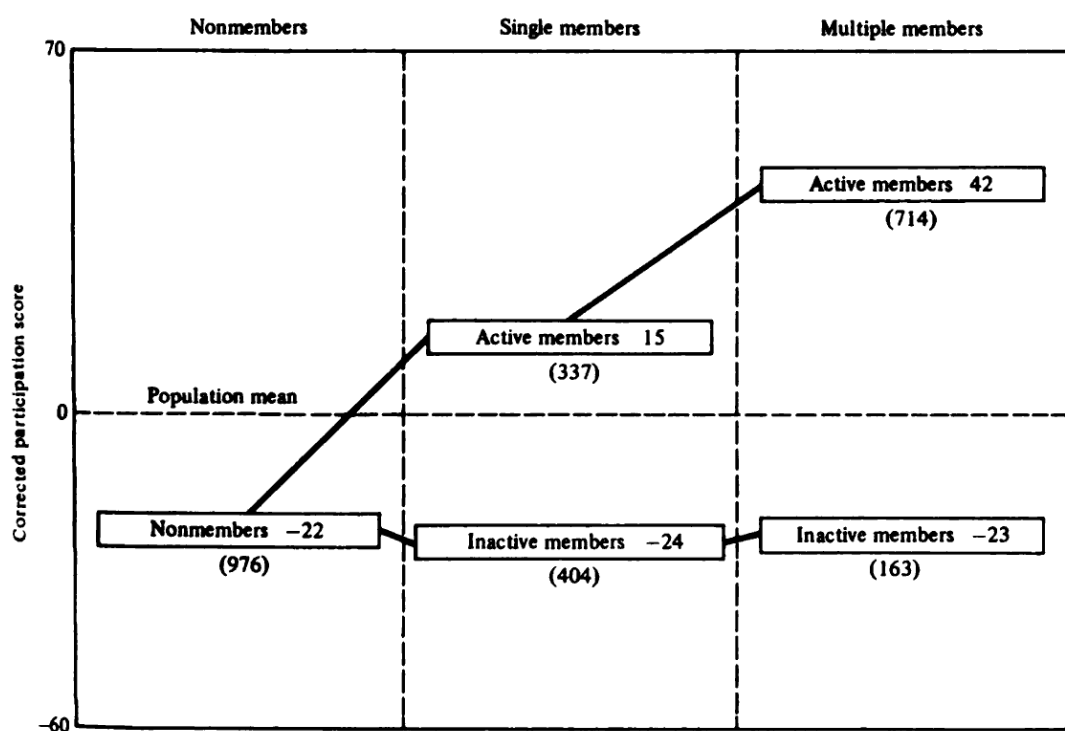 Nonmembers Single members Multiple members
70
Active members 42
(714)
Active members 15
(337)
Population mean
0
Corrected participation score
Nonmembers −22
(976)
Inactive members −24
(404)
Inactive members −23
(163)
−60